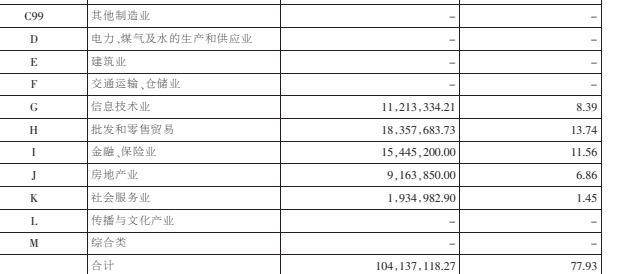 C99 其他制造业 – –
D 电力、煤气及水的生产和供应业 – –
E 建筑业 – –
F 交通运输、仓储业 – –
G 信息技术业 11,213,334.21 8.39
H 批发和零售贸易 18,357,683.73 13.74
I 金融、保险业 15,445,200.00 11.56
J 房地产业 9,163,850.00 6.86
K 社会服务业 1,934,982.90 1.45
L 传播与文化产业 – –
M 综合类 – –
合计 104,137,118.27 77.93